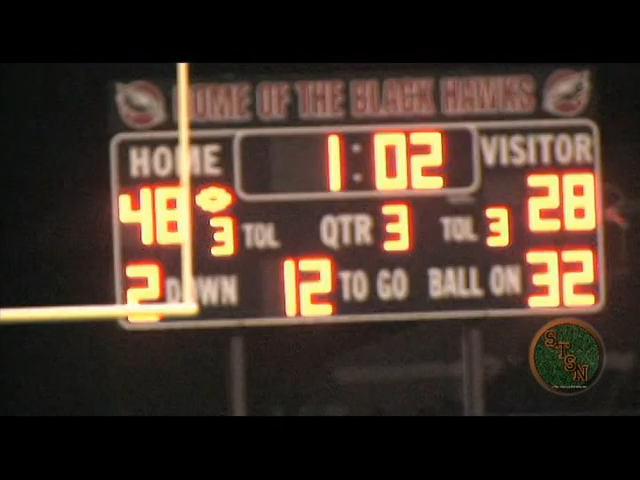 HOME OF THE BLACK HAWKS
HOME 1:02 VISITOR
48 3 TOL QTR 3 TOL 3 28
2 DOWN 12 TO GO BALL ON 32
STSN